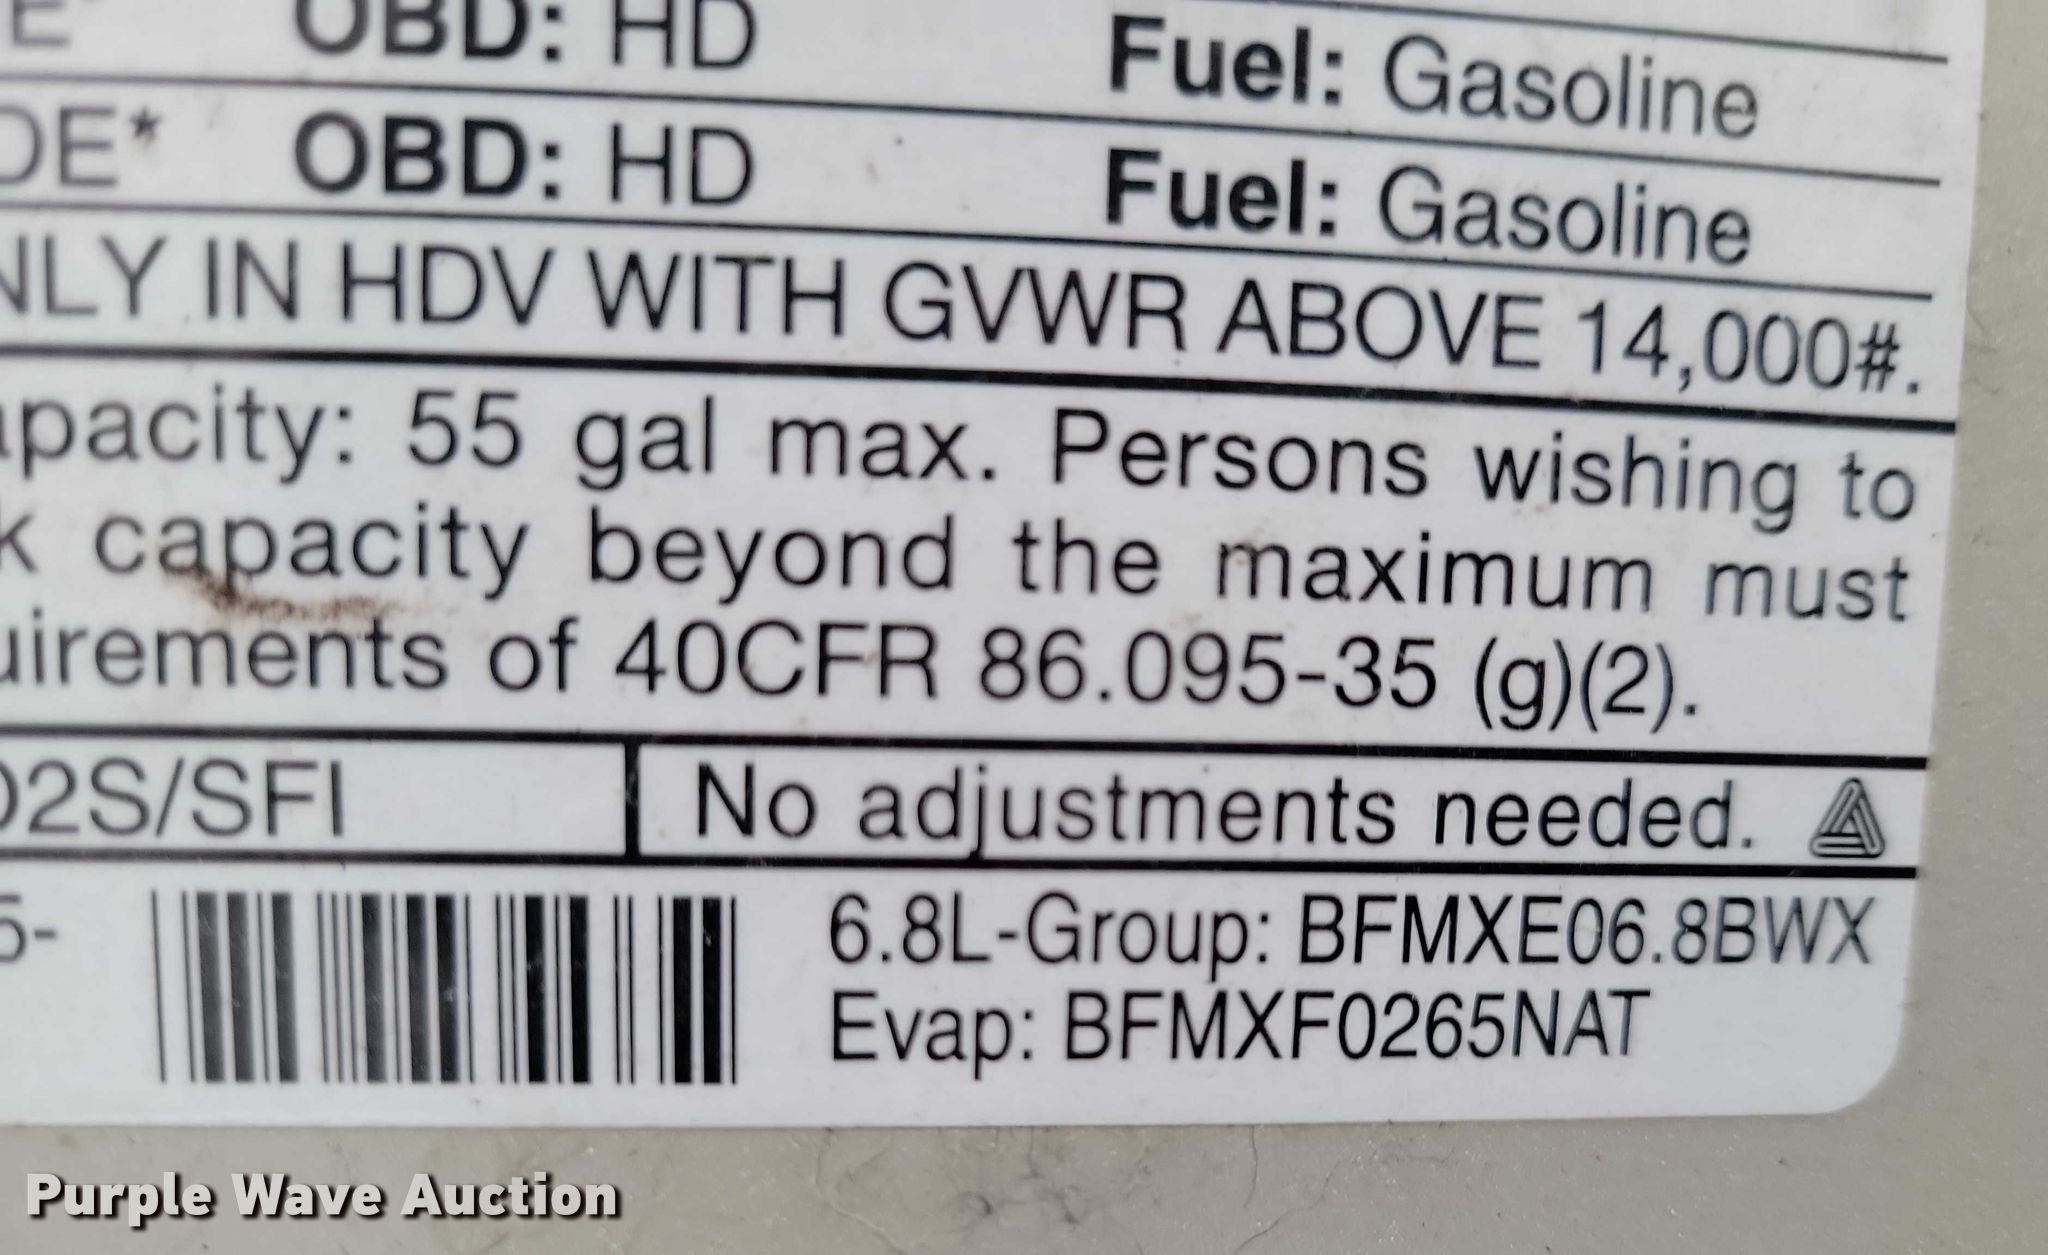 E* OBD: HD Fuel: Gasoline
DE* OBD: HD Fuel: Gasoline
NLY IN HDV WITH GVWR ABOVE 14,000#.
apacity: 55 gal max. Persons wishing to
k capacity beyond the maximum must
uirements of 40CFR 86.095-35 (g)(2).
O2S/SFI No adjustments needed.
5- 6.8L-Group: BFMXE06.8BWX
Evap: BFMXF0265NAT
Purple Wave Auction